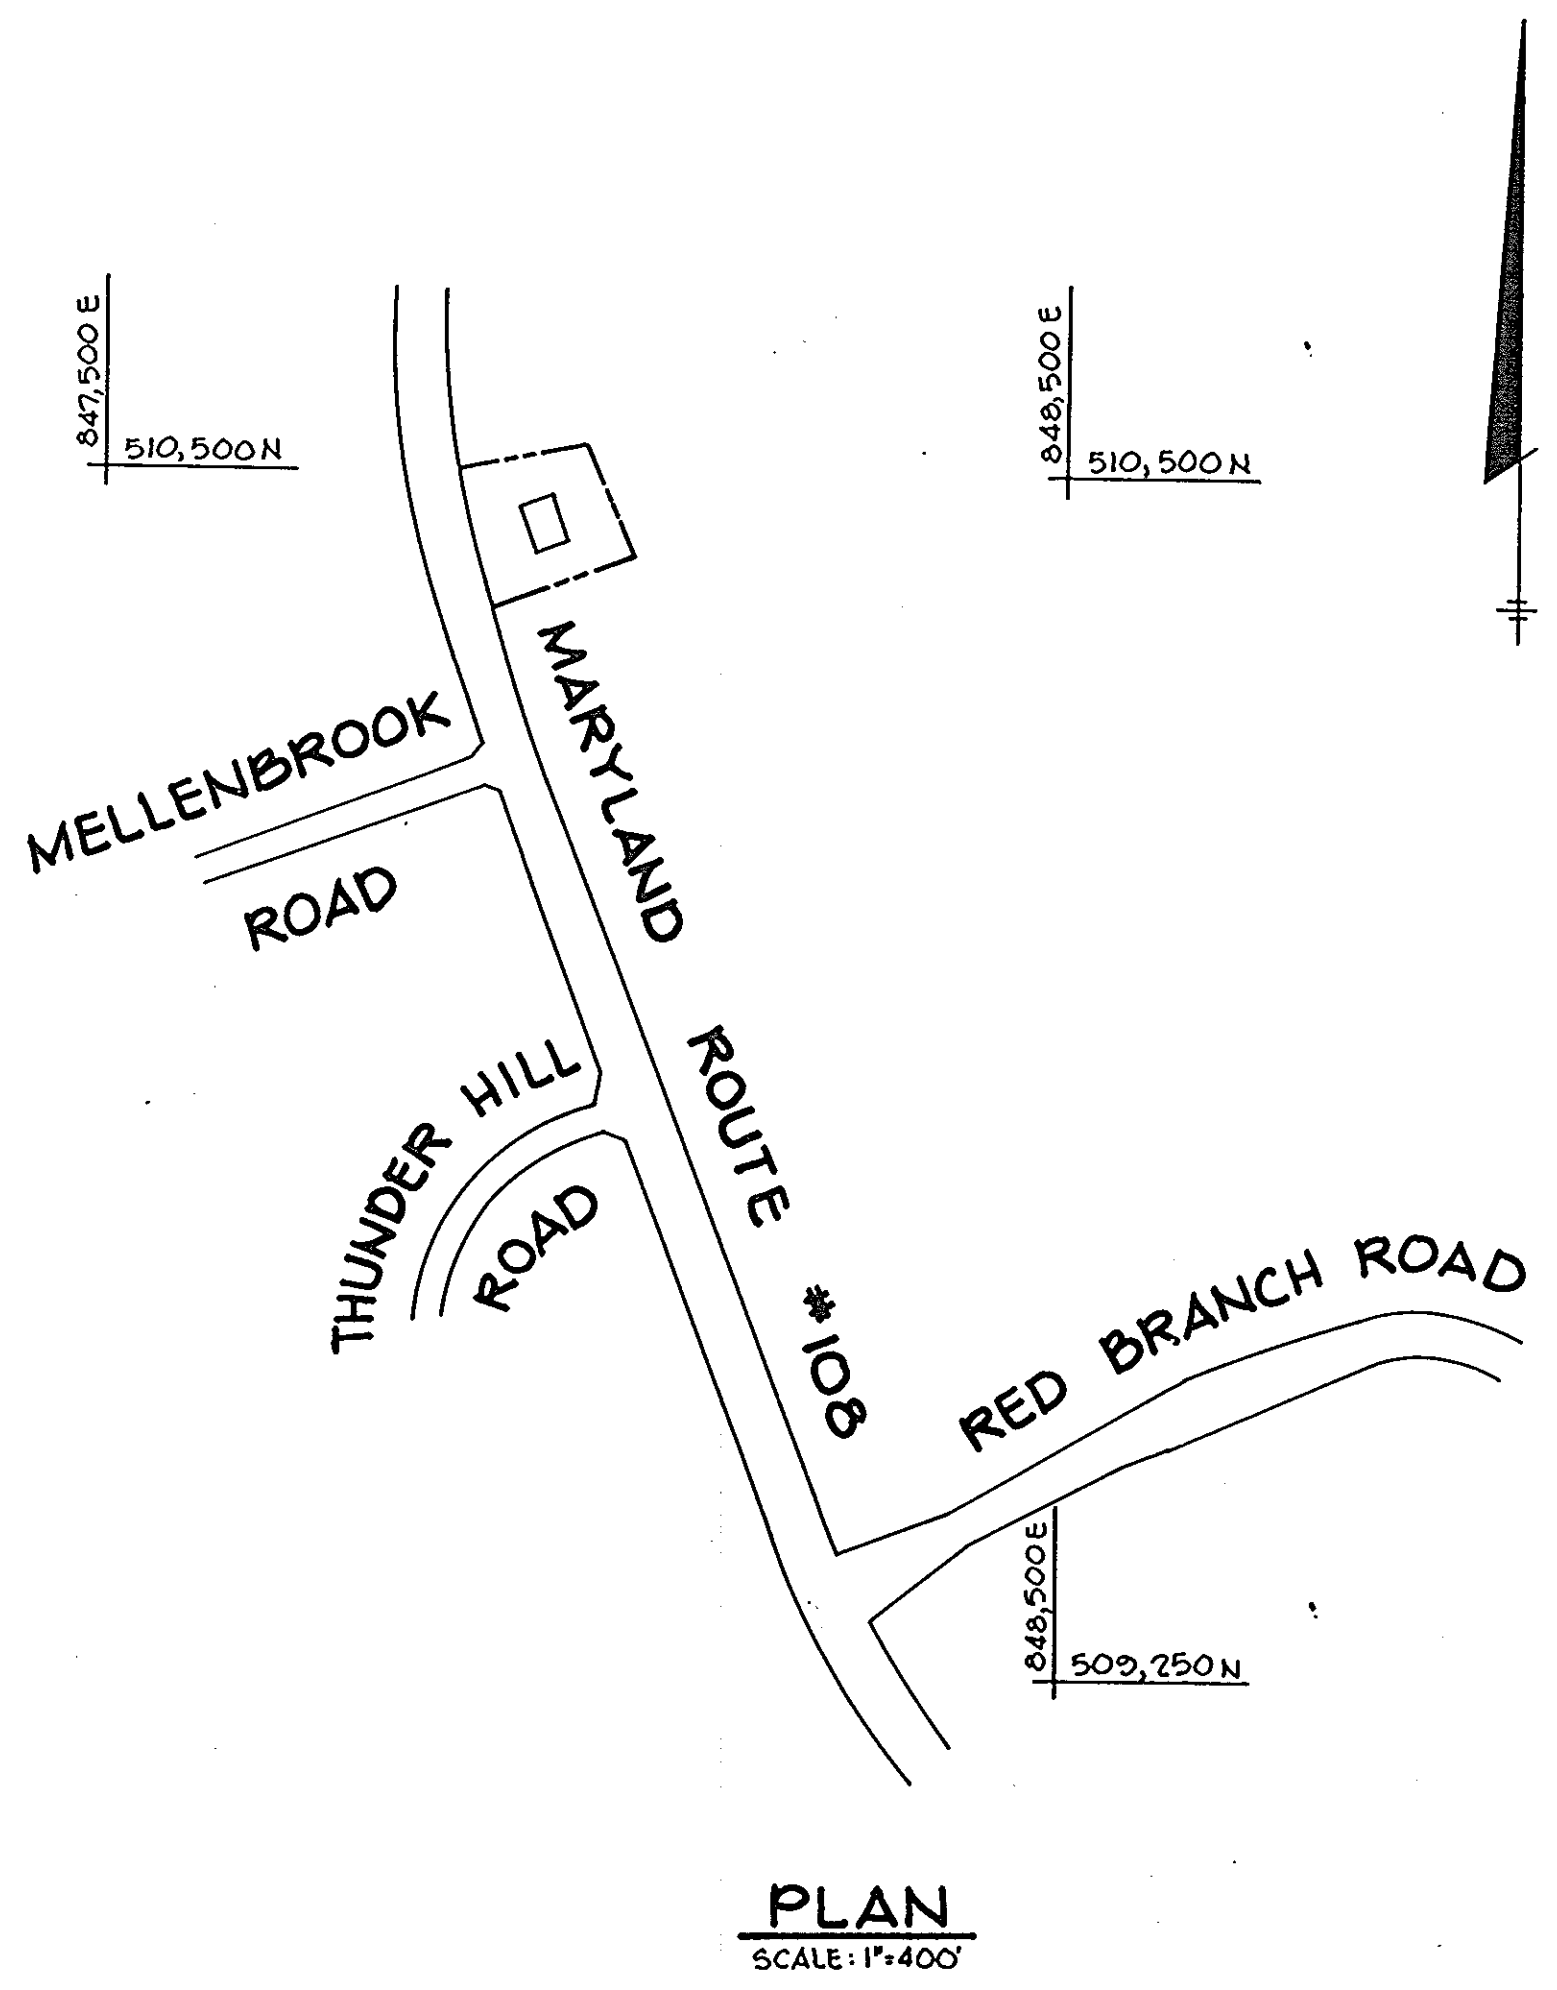 847,500 E
510,500 N
848,500 E
510,500 N
MELLENBROOK
ROAD
MARYLAND ROUTE #108
THUNDER HILL
ROAD
RED BRANCH ROAD
848,500 E
509,250 N
PLAN
SCALE: 1"=400'